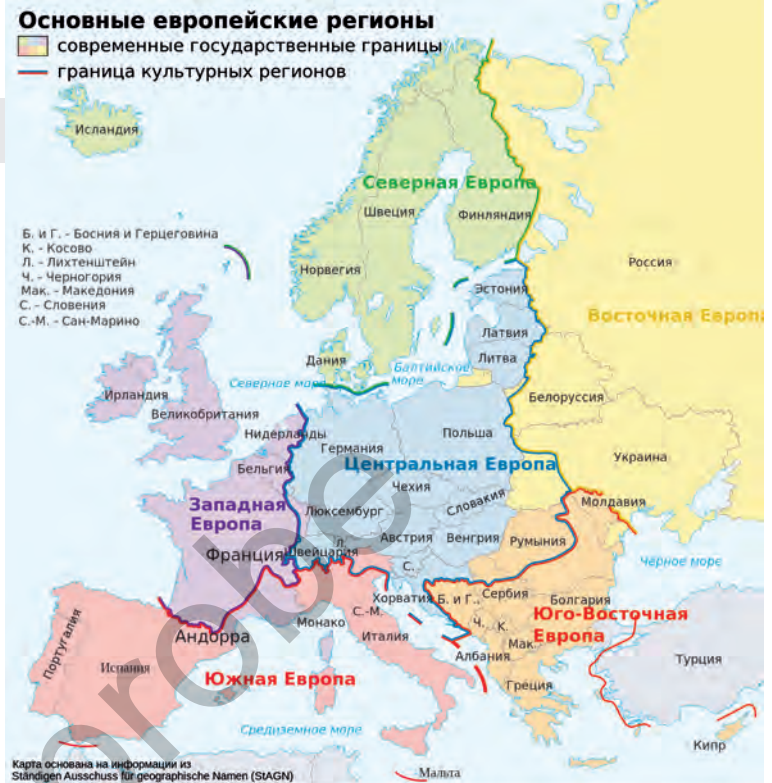 Основные европейские регионы
современные государственные границы
граница культурных регионов
Исландия
Северная Европа
Швеция
Финляндия
Норвегия
Б. и Г. - Босния и Герцеговина
К. - Косово
Л. - Лихтенштейн
Ч. - Черногория
Мак. - Македония
С. - Словения
С.-М. - Сан-Марино
Россия
Эстония
Восточная Европа
Латвия
Литва
Дания
Балтийское
море
Северное море
Ирландия
Великобритания
Белоруссия
Нидерланды
Германия
Польша
Бельгия
Центральная Европа
Украина
Чехия
Словакия
Западная
Европа
Люксембург
Молдавия
Франция
Швейцария
Л.
Австрия
Венгрия
Румыния
С.
Чёрное море
Хорватия
Б. и Г.
Сербия
Болгария
Монако
С.-М.
Италия
Ч.
К.
Мак.
Юго-Восточная
Европа
Андорра
Португалия
Испания
Южная Европа
Албания
Греция
Турция
Средиземное море
Кипр
Мальта
Карта основана на информации из
Ständigen Ausschuss für geographische Namen (StAGN)
probe